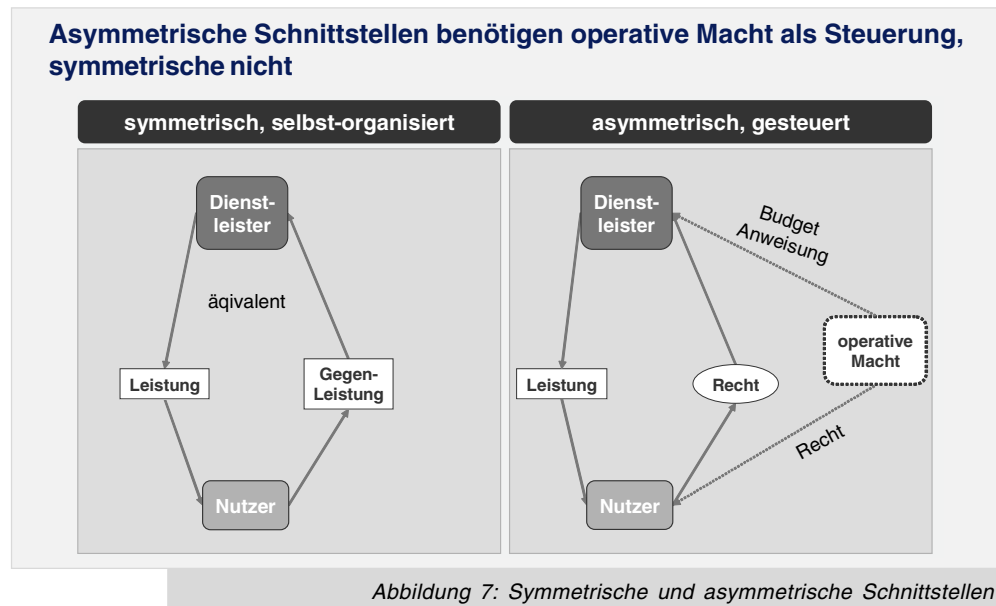 Asymmetrische Schnittstellen benötigen operative Macht als Steuerung,
symmetrische nicht
symmetrisch, selbst-organisiert
Dienst-
leister
äqivalent
Leistung
Gegen-
Leistung
Nutzer
asymmetrisch, gesteuert
Dienst-
leister
Budget
Anweisung
operative
Macht
Leistung
Recht
Recht
Nutzer
Abbildung 7: Symmetrische und asymmetrische Schnittstellen